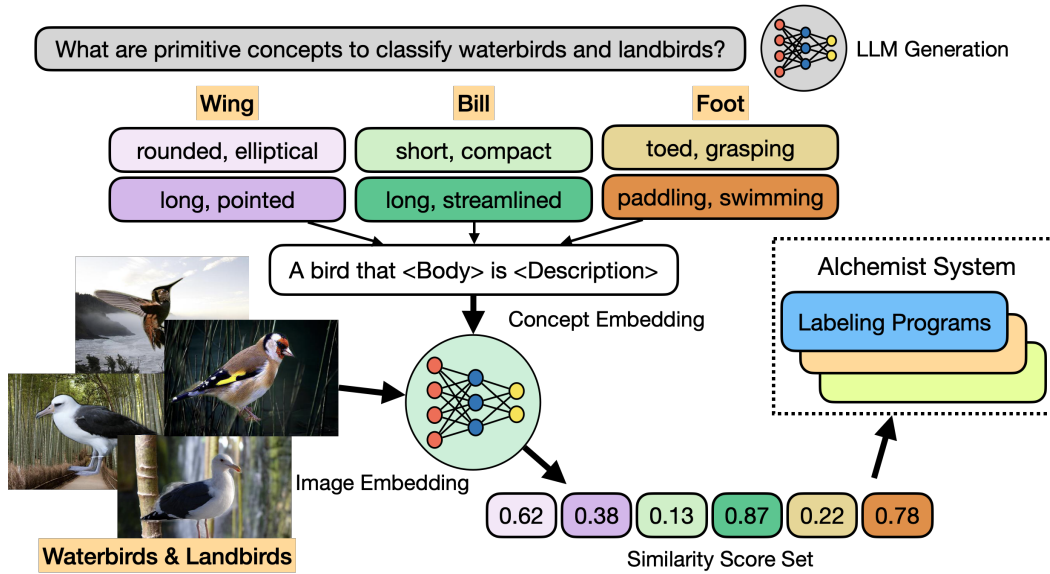 What are primitive concepts to classify waterbirds and landbirds?
LLM Generation
Wing
Bill
Foot
rounded, elliptical
short, compact
toed, grasping
long, pointed
long, streamlined
paddling, swimming
A bird that <Body> is <Description>
Alchemist System
Concept Embedding
Labeling Programs
Image Embedding
0.62
0.38
0.13
0.87
0.22
0.78
Waterbirds & Landbirds
Similarity Score Set